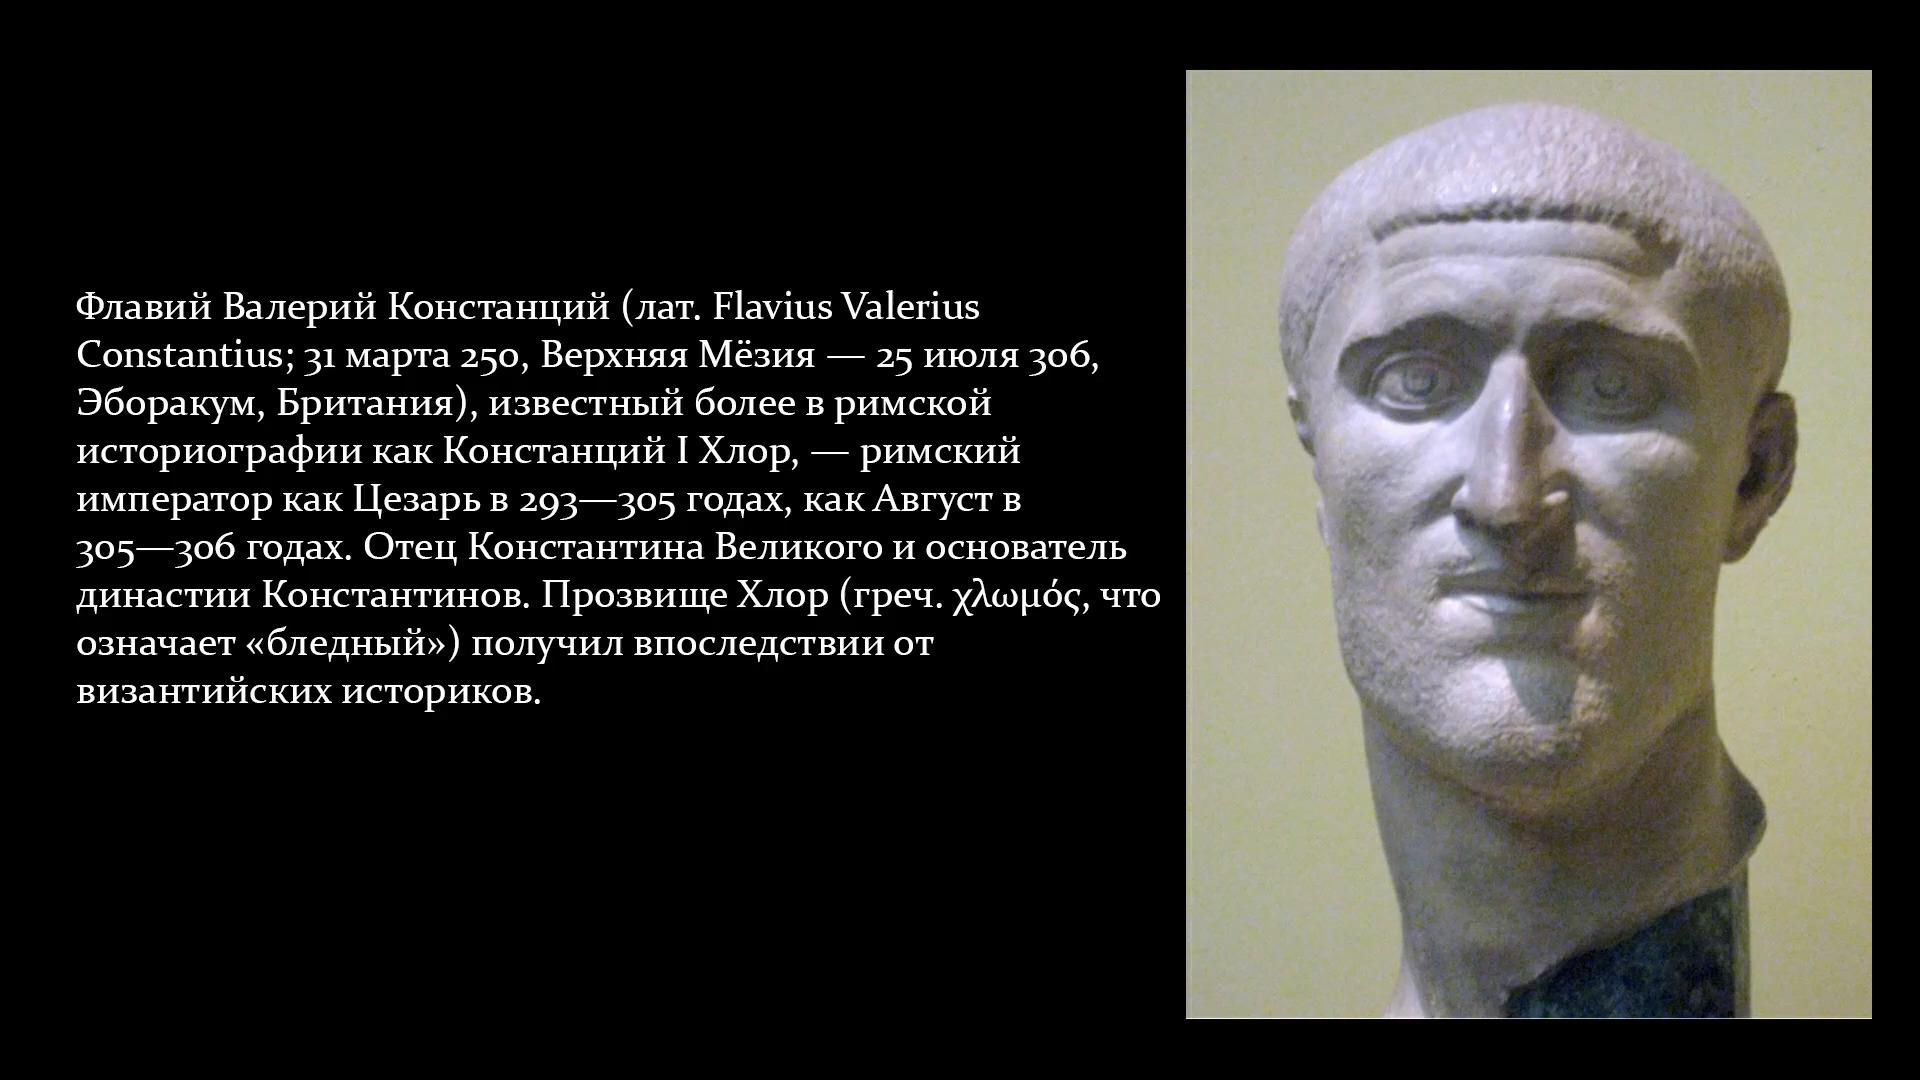 Флавий Валерий Констанций (лат. Flavius Valerius
Constantius; 31 марта 250, Верхняя Мёзия — 25 июля 306,
Эборакум, Британия), известный более в римской
историографии как Констанций I Хлор, — римский
император как Цезарь в 293—305 годах, как Август в
305—306 годах. Отец Константина Великого и основатель
династии Константинов. Прозвище Хлор (греч. χλωμός, что
означает «бледный») получил впоследствии от
византийских историков.